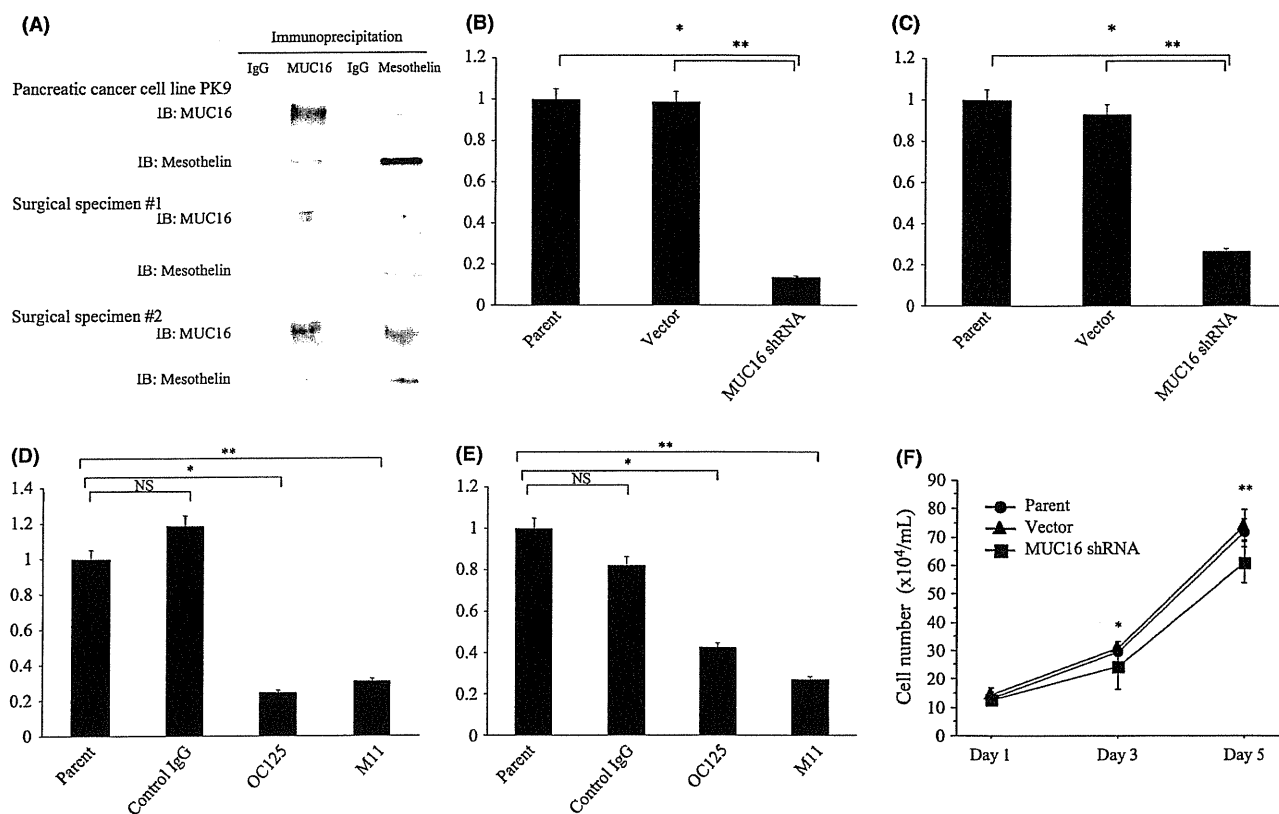 (A)
Immunoprecipitation
IgG MUC16 IgG Mesothelin
Pancreatic cancer cell line PK9
IB: MUC16
IB: Mesothelin
Surgical specimen #1
IB: MUC16
IB: Mesothelin
Surgical specimen #2
IB: MUC16
IB: Mesothelin
(B)
*
**
1.2
1
0.8
0.6
0.4
0.2
0
Parent
Vector
MUC16 shRNA
(C)
*
**
1.2
1
0.8
0.6
0.4
0.2
0
Parent
Vector
MUC16 shRNA
(D)
**
*
NS
1.4
1.2
1
0.8
0.6
0.4
0.2
0
Parent
Control IgG
OC125
M11
(E)
**
*
NS
1.2
1
0.8
0.6
0.4
0.2
0
Parent
Control IgG
OC125
M11
(F)
Cell number (x10⁴/mL)
90
80
70
60
50
40
30
20
10
0
Parent
Vector
MUC16 shRNA
*
**
Day 1
Day 3
Day 5